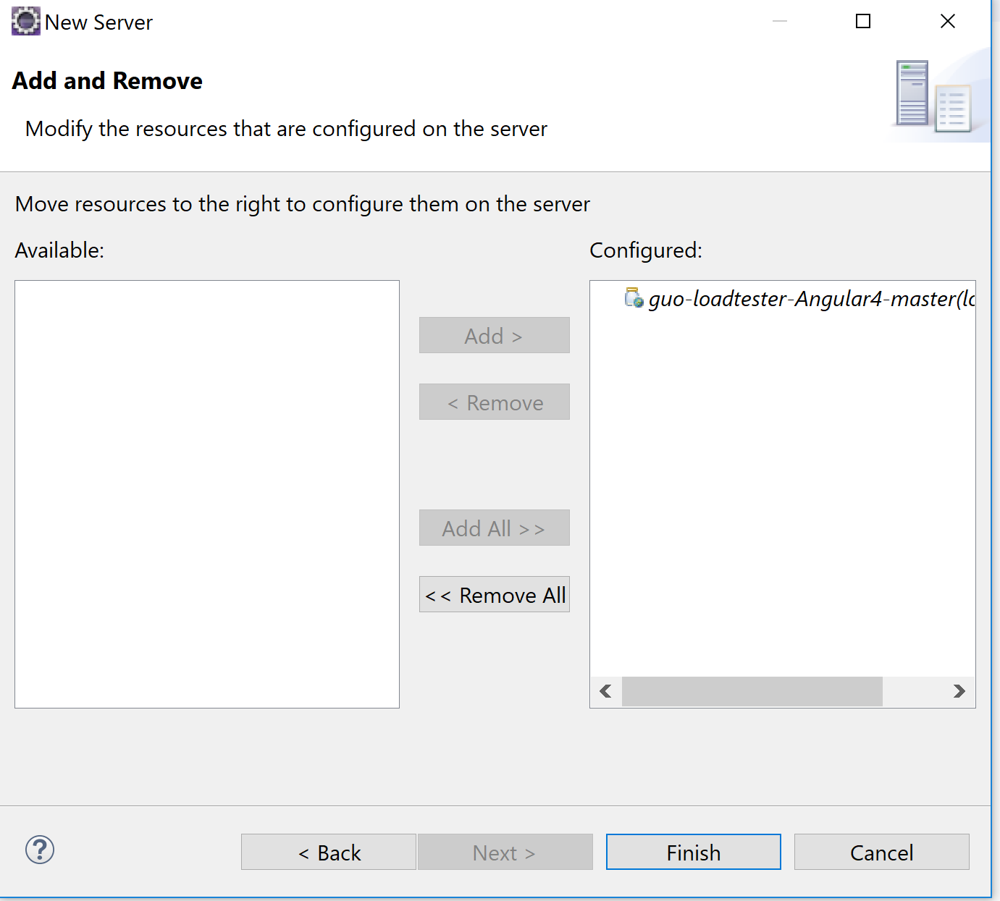 New Server
Add and Remove
Modify the resources that are configured on the server
Move resources to the right to configure them on the server
Available:
Configured:
guo-loadtester-Angular4-master(lo
Add >
< Remove
Add All >>
<< Remove All
< Back
Next >
Finish
Cancel